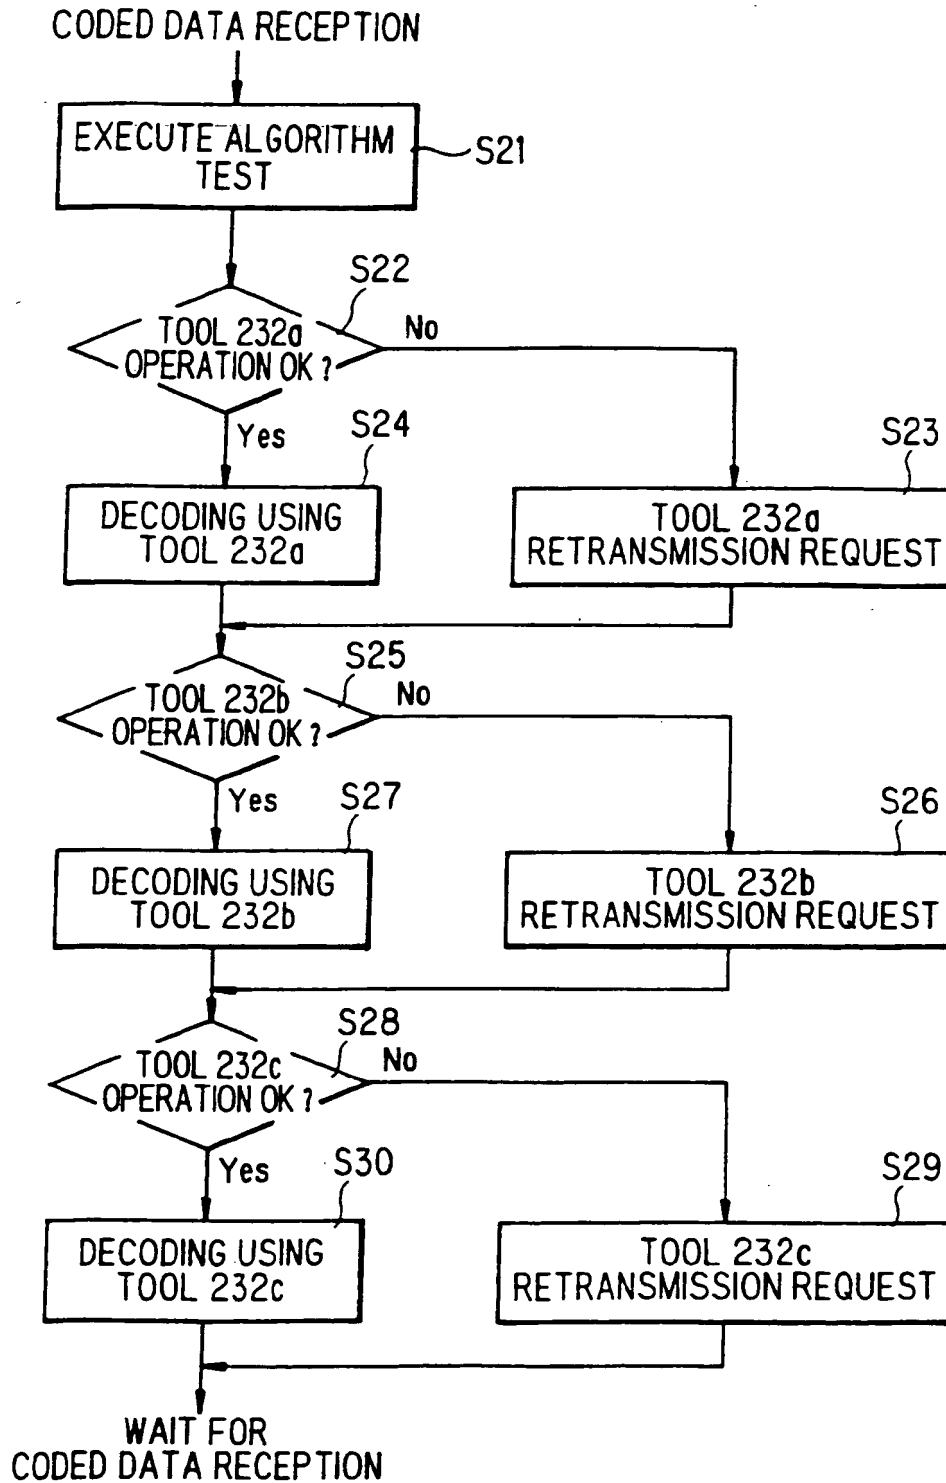 CODED DATA RECEPTION
EXECUTE ALGORITHM
TEST
S21
S22
TOOL 232a
OPERATION OK ?
No
Yes
S24
S23
DECODING USING
TOOL 232a
TOOL 232a
RETRANSMISSION REQUEST
S25
TOOL 232b
OPERATION OK ?
No
Yes
S27
S26
DECODING USING
TOOL 232b
TOOL 232b
RETRANSMISSION REQUEST
S28
TOOL 232c
OPERATION OK ?
No
Yes
S30
S29
DECODING USING
TOOL 232c
TOOL 232c
RETRANSMISSION REQUEST
WAIT FOR
CODED DATA RECEPTION